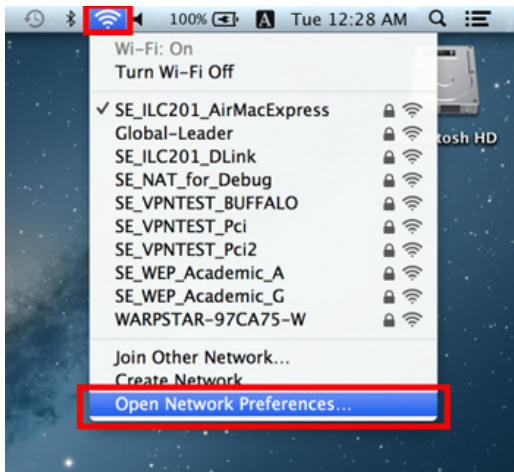 100% A Tue 12:28 AM
Wi-Fi: On
Turn Wi-Fi Off
✓ SE_ILC201_AirMacExpress
Global-Leader
SE_ILC201_DLink
tosh HD
SE_NAT_for_Debug
SE_VPNTEST_BUFFALO
SE_VPNTEST_Pci
SE_VPNTEST_Pci2
SE_WEP_Academic_A
SE_WEP_Academic_G
WARPSTAR-97CA75-W
Join Other Network...
Create Network
Open Network Preferences...